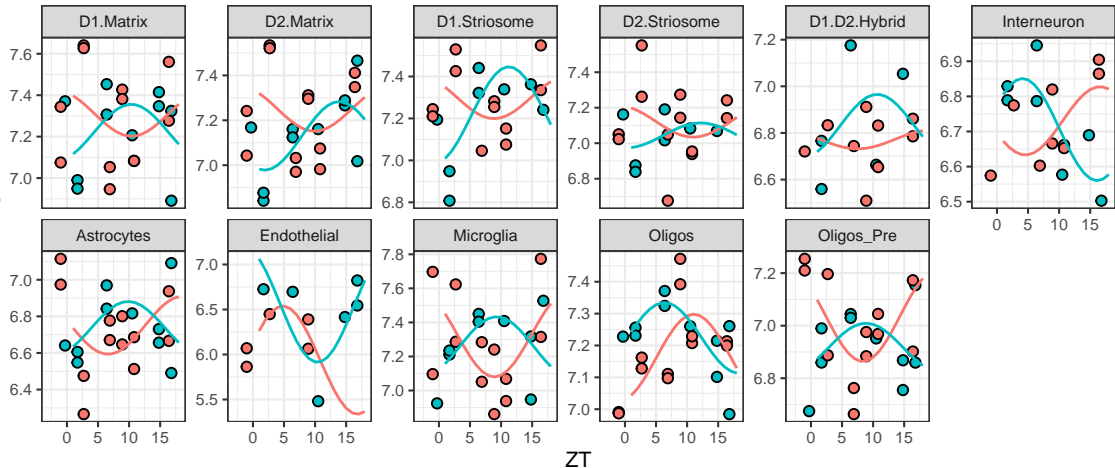 D1.Matrix D2.Matrix D1.Striosome D2.Striosome D1.D2.Hybrid Interneuron
7.6 7.4 7.2 7.0
7.4 7.2 7.0
7.4 7.2 7.0 6.8
7.4 7.2 7.0 6.8
7.2 7.0 6.8 6.6
6.9 6.8 6.7 6.6 6.5
0 5 10 15
Astrocytes Endothelial Microglia Oligos Oligos_Pre
7.0 6.8 6.6 6.4
7.0 6.5 6.0 5.5
7.8 7.6 7.4 7.2 7.0
7.4 7.3 7.2 7.1 7.0
7.2 7.0 6.8
0 5 10 15 0 5 10 15 0 5 10 15 0 5 10 15 0 5 10 15
ZT